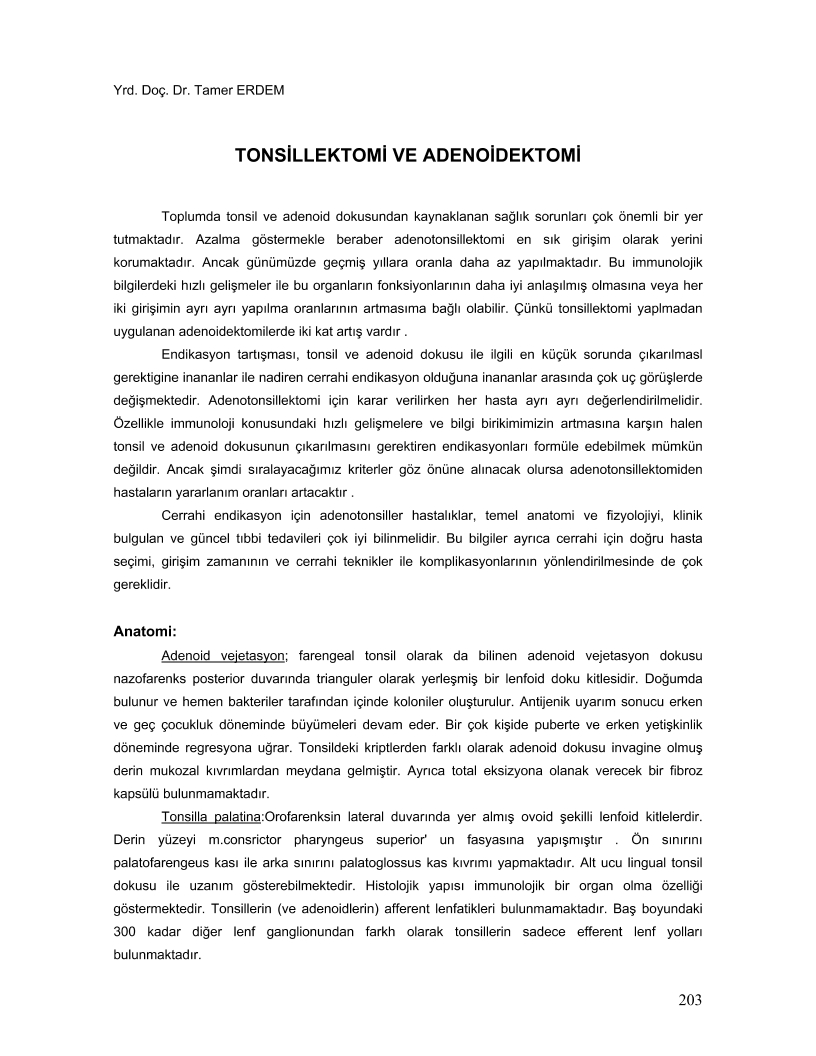 Yrd. Doç. Dr. Tamer ERDEM
TONSİLLEKTOMİ VE ADENOİDEKTOMİ
Toplumda tonsil ve adenoid dokusundan kaynaklanan sağlık sorunları çok önemli bir yer
tutmaktadır. Azalma göstermekle beraber adenotonsillektomi en sık girişim olarak yerini
korumaktadır. Ancak günümüzde geçmiş yıllara oranla daha az yapılmaktadır. Bu immunolojik
bilgilerdeki hızlı gelişmeler ile bu organların fonksiyonlarının daha iyi anlaşılmış olmasına veya her
iki girişimin ayrı ayrı yapılma oranlarının artmasıma bağlı olabilir. Çünkü tonsillektomi yaplmadan
uygulanan adenoidektomilerde iki kat artış vardır .
Endikasyon tartışması, tonsil ve adenoid dokusu ile ilgili en küçük sorunda çıkarılmasl
gerektigine inananlar ile nadiren cerrahi endikasyon olduğuna inananlar arasında çok uç görüşlerde
değişmektedir. Adenotonsillektomi için karar verilirken her hasta ayrı ayrı değerlendirilmelidir.
Özellikle immunoloji konusundaki hızlı gelişmelere ve bilgi birikimimizin artmasına karşın halen
tonsil ve adenoid dokusunun çıkarılmasını gerektiren endikasyonları formüle edebilmek mümkün
değildir. Ancak şimdi sıralayacağımız kriterler göz önüne alınacak olursa adenotonsillektomiden
hastaların yararlanım oranları artacaktır .
Cerrahi endikasyon için adenotonsiller hastalıklar, temel anatomi ve fizyolojiyi, klinik
bulgulan ve güncel tıbbi tedavileri çok iyi bilinmelidir. Bu bilgiler ayrıca cerrahi için doğru hasta
seçimi, girişim zamanının ve cerrahi teknikler ile komplikasyonlarının yönlendirilmesinde de çok
gereklidir.
Anatomi:
Adenoid vejetasyon; farengeal tonsil olarak da bilinen adenoid vejetasyon dokusu
nazofarenks posterior duvarında trianguler olarak yerleşmiş bir lenfoid doku kitlesidir. Doğumda
bulunur ve hemen bakteriler tarafından içinde koloniler oluşturulur. Antijenik uyarım sonucu erken
ve geç çocukluk döneminde büyümeleri devam eder. Bir çok kişide puberte ve erken yetişkinlik
döneminde regresyona uğrar. Tonsildeki kriptlerden farklı olarak adenoid dokusu invagine olmuş
derin mukozal kıvrımlardan meydana gelmiştir. Ayrıca total eksizyona olanak verecek bir fibroz
kapsülü bulunmamaktadır.
Tonsilla palatina:Orofarenksin lateral duvarında yer almış ovoid şekilli lenfoid kitlelerdir.
Derin yüzeyi m.consrictor pharyngeus superior' un fasyasına yapışmıştır . Ön sınırını
palatofarengeus kası ile arka sınırını palatoglossus kas kıvrımı yapmaktadır. Alt ucu lingual tonsil
dokusu ile uzanım gösterebilmektedir. Histolojik yapısı immunolojik bir organ olma özelliği
göstermektedir. Tonsillerin (ve adenoidlerin) afferent lenfatikleri bulunmamaktadır. Baş boyundaki
300 kadar diğer lenf ganglionundan farkh olarak tonsillerin sadece efferent lenf yolları
bulunmaktadır.
203